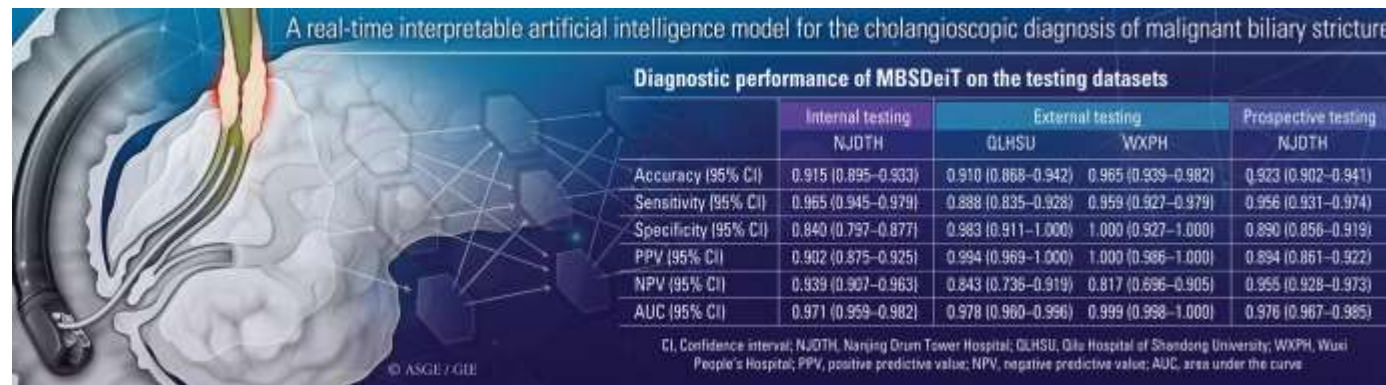 A real-time interpretable artificial intelligence model for the cholangioscopic diagnosis of malignant biliary stricture
Diagnostic performance of MBSDeiT on the testing datasets
Internal testing External testing Prospective testing
NJDTH QLHSU WXPH NJDTH
Accuracy (95% CI) 0.915 (0.895–0.933) 0.910 (0.868–0.942) 0.965 (0.939–0.982) 0.923 (0.902–0.941)
Sensitivity (95% CI) 0.965 (0.945–0.979) 0.888 (0.835–0.928) 0.959 (0.927–0.979) 0.956 (0.931–0.974)
Specificity (95% CI) 0.840 (0.797–0.877) 0.983 (0.911–1.000) 1.000 (0.927–1.000) 0.890 (0.856–0.919)
PPV (95% CI) 0.902 (0.875–0.925) 0.994 (0.969–1.000) 1.000 (0.986–1.000) 0.894 (0.861–0.922)
NPV (95% CI) 0.939 (0.907–0.963) 0.843 (0.736–0.919) 0.817 (0.696–0.905) 0.955 (0.928–0.973)
AUC (95% CI) 0.971 (0.959–0.982) 0.978 (0.960–0.996) 0.999 (0.998–1.000) 0.976 (0.967–0.985)
CI, Confidence interval; NJDTH, Nanjing Drum Tower Hospital; QLHSU, Qilu Hospital of Shandong University; WXPH, Wuxi
People's Hospital; PPV, positive predictive value; NPV, negative predictive value; AUC, area under the curve
© ASGE / GIE